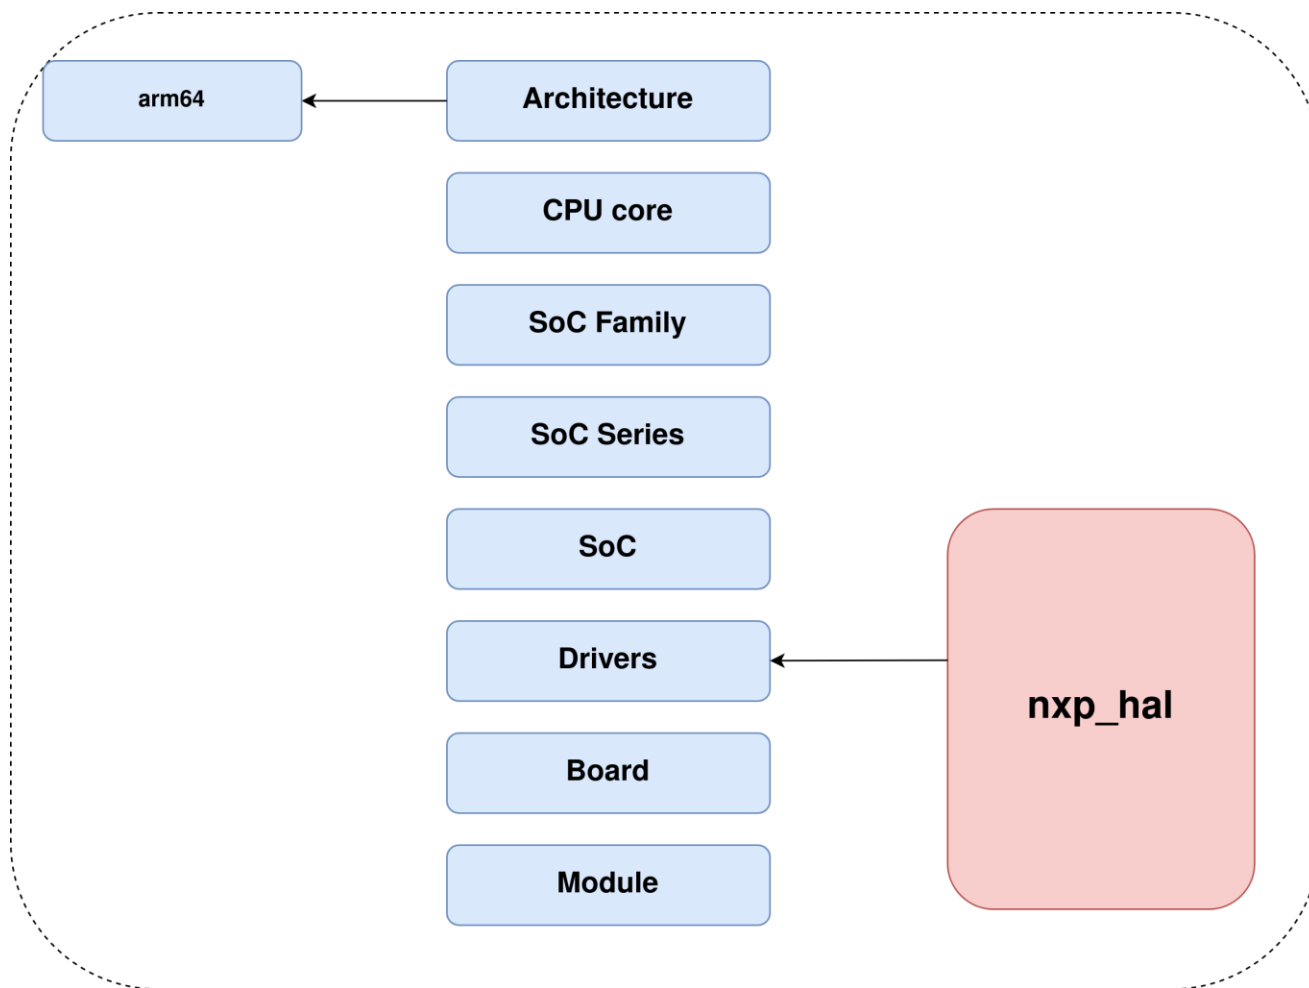 arm64
Architecture
CPU core
SoC Family
SoC Series
SoC
Drivers
nxp_hal
Board
Module